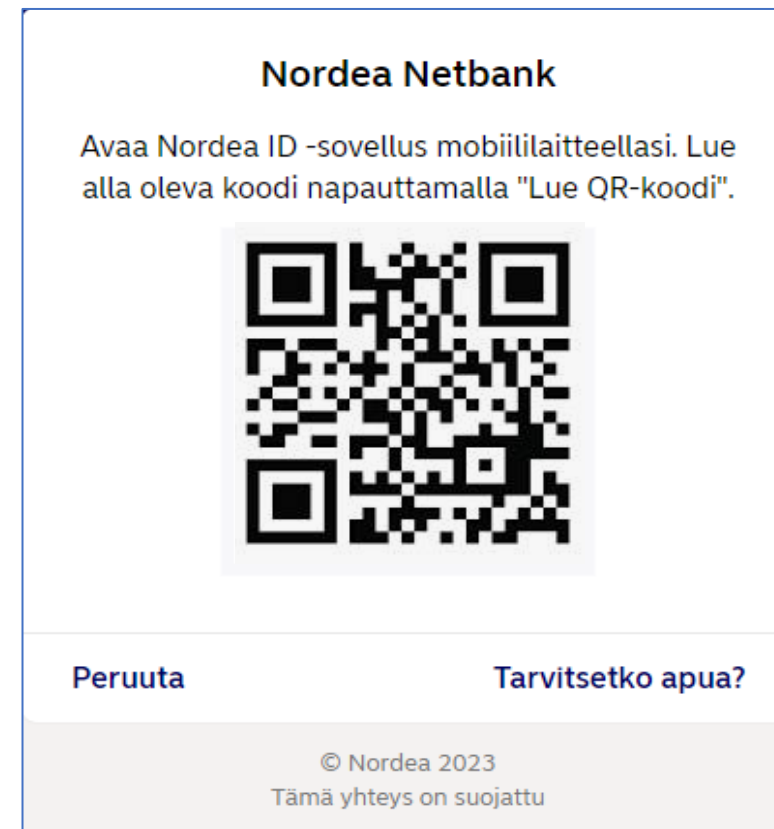 Nordea Netbank
Avaa Nordea ID -sovellus mobiililaitteellasi. Lue
alla oleva koodi napauttamalla "Lue QR-koodi".
Peruuta
Tarvitsetko apua?
© Nordea 2023
Tämä yhteys on suojattu